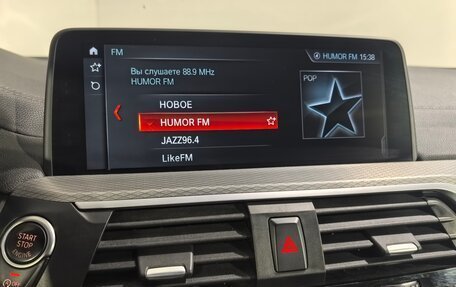 FM
HUMOR FM 15:38
Вы слушаете 88.9 MHz
HUMOR FM
POP
НОВОЕ
HUMOR FM
JAZZ96.4
LikeFM
START
STOP
ENGINE